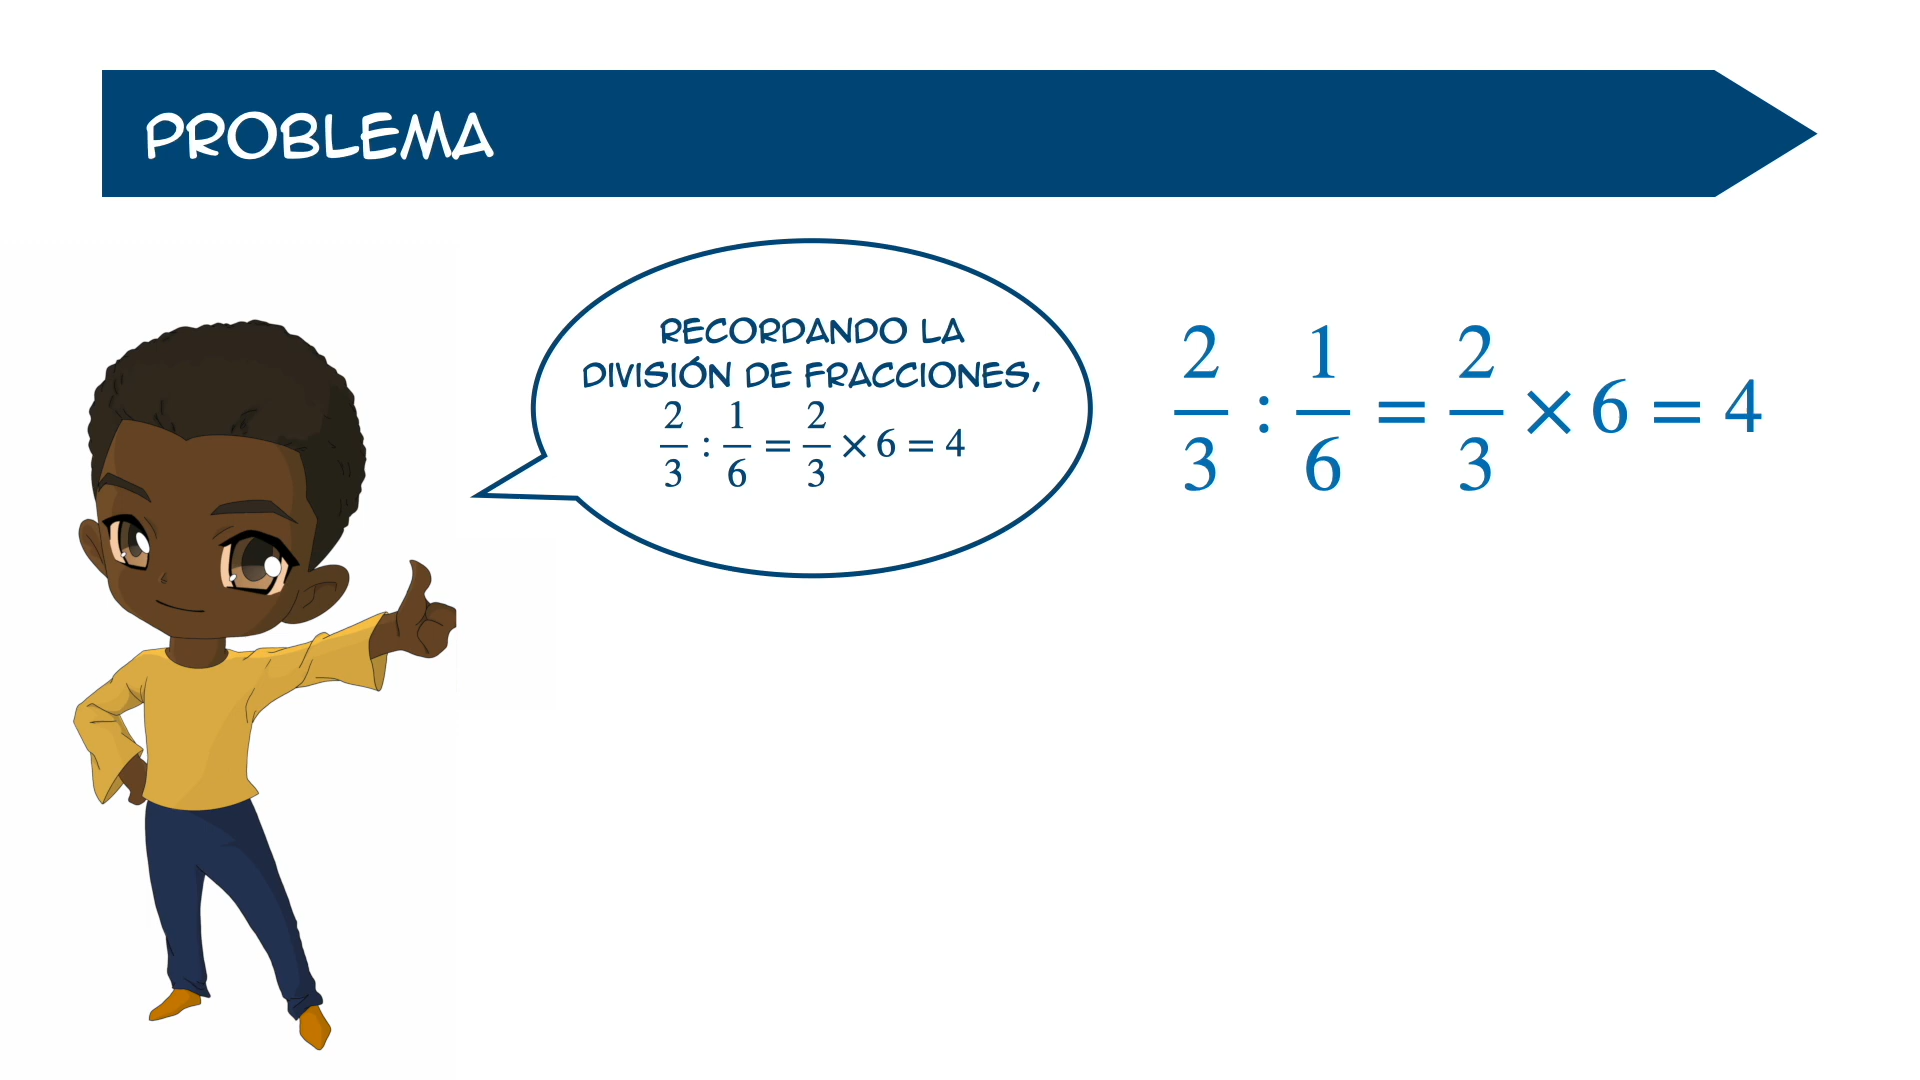 PROBLEMA
RECORDANDO LA
DIVISIÓN DE FRACCIONES,
2/3 : 1/6 = 2/3 × 6 = 4
2/3 : 1/6 = 2/3 × 6 = 4